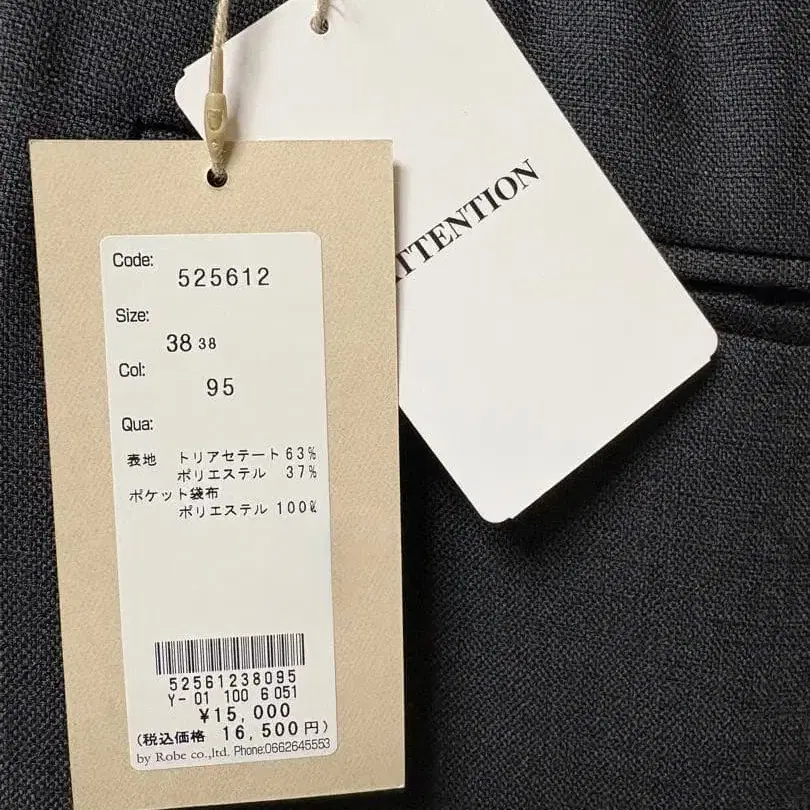 Code:
525612
Size:
38 38
Col:
95
Qua:
表地 トリアセテート 63%
ポリエステル 37%
ポケット袋布
ポリエステル 100%
52561238095
Y- 01 100 6 051
¥15,000
(税込価格 16,500円)
by Robe co.,ltd. Phone:0662645553
ATTENTION